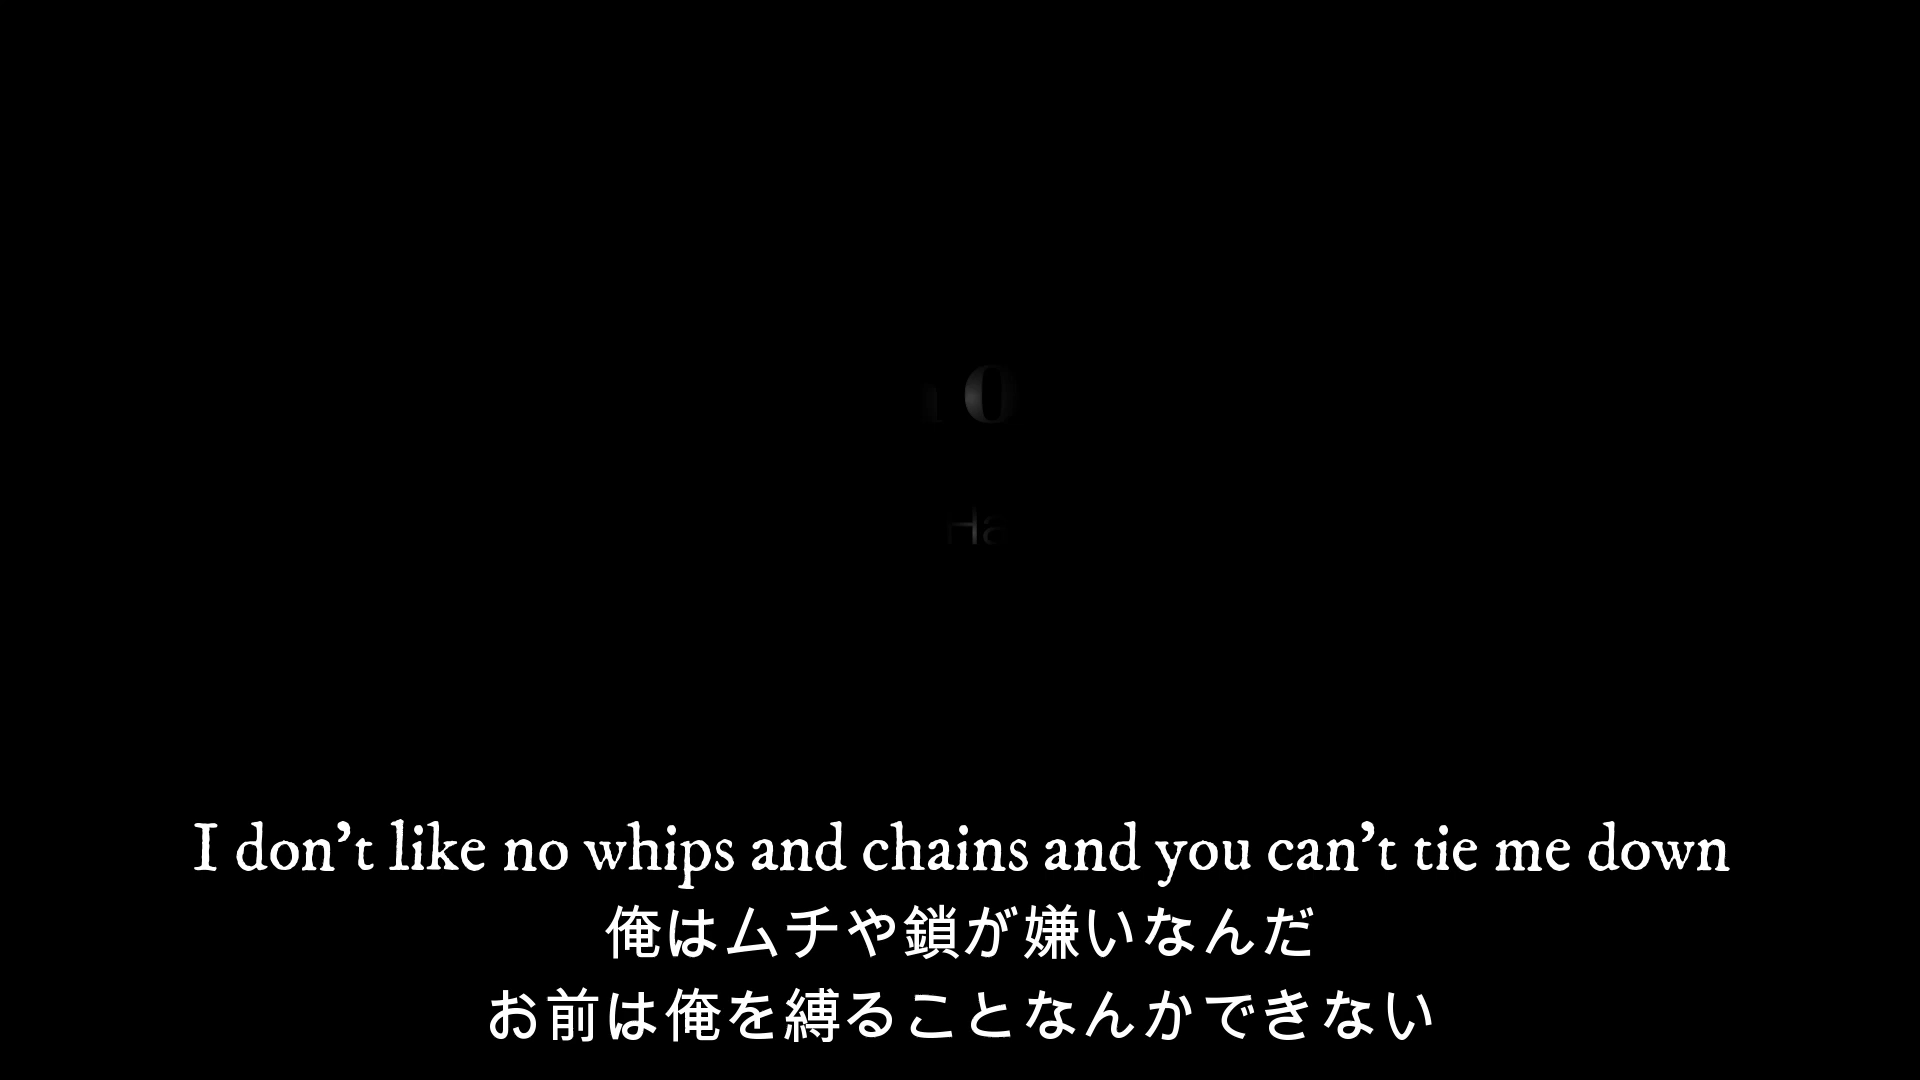 I don’t like no whips and chains and you can’t tie me down
俺はムチや鎖が嫌いなんだ
お前は俺を縛ることなんかできない